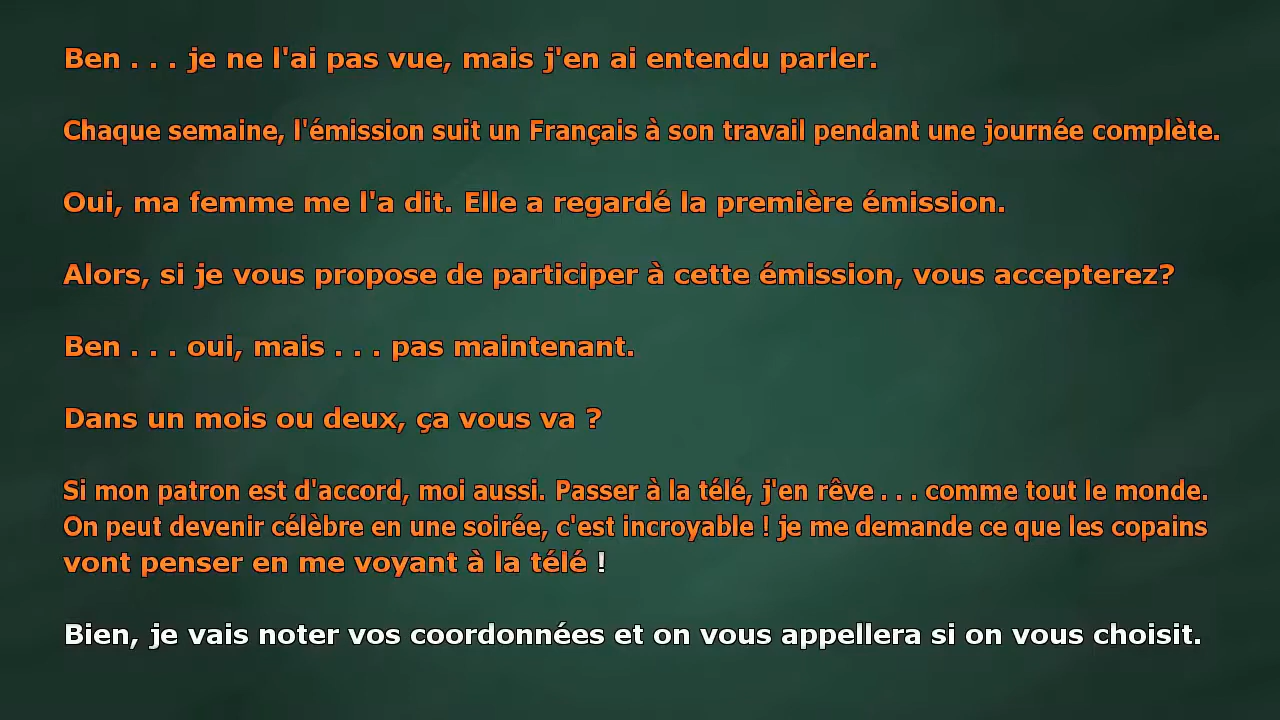 Ben . . . je ne l'ai pas vue, mais j'en ai entendu parler.
Chaque semaine, l'émission suit un Français à son travail pendant une journée complète.
Oui, ma femme me l'a dit. Elle a regardé la première émission.
Alors, si je vous propose de participer à cette émission, vous accepterez?
Ben . . . oui, mais . . . pas maintenant.
Dans un mois ou deux, ça vous va ?
Si mon patron est d'accord, moi aussi. Passer à la télé, j'en rêve . . . comme tout le monde.
On peut devenir célèbre en une soirée, c'est incroyable ! je me demande ce que les copains
vont penser en me voyant à la télé !
Bien, je vais noter vos coordonnées et on vous appellera si on vous choisit.